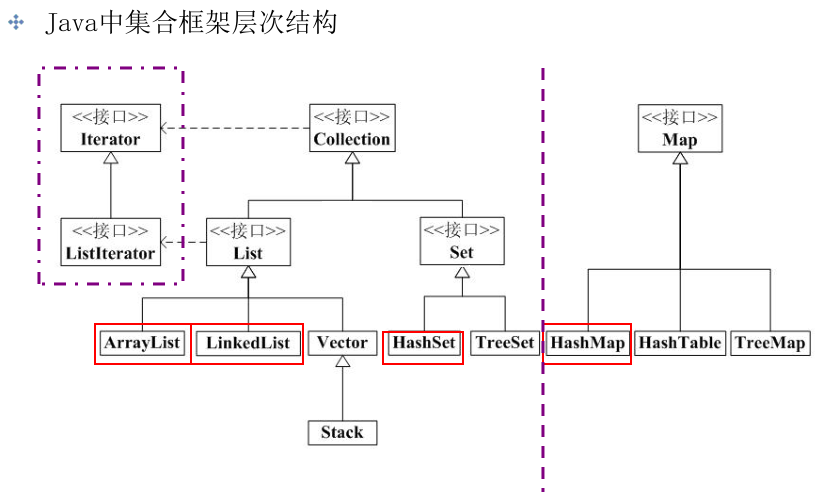 Java中集合框架层次结构
<<接口>>
Iterator
<<接口>>
Collection
<<接口>>
Map
<<接口>>
ListIterator
<<接口>>
List
<<接口>>
Set
ArrayList
LinkedList
Vector
HashSet
TreeSet
HashMap
HashTable
TreeMap
Stack